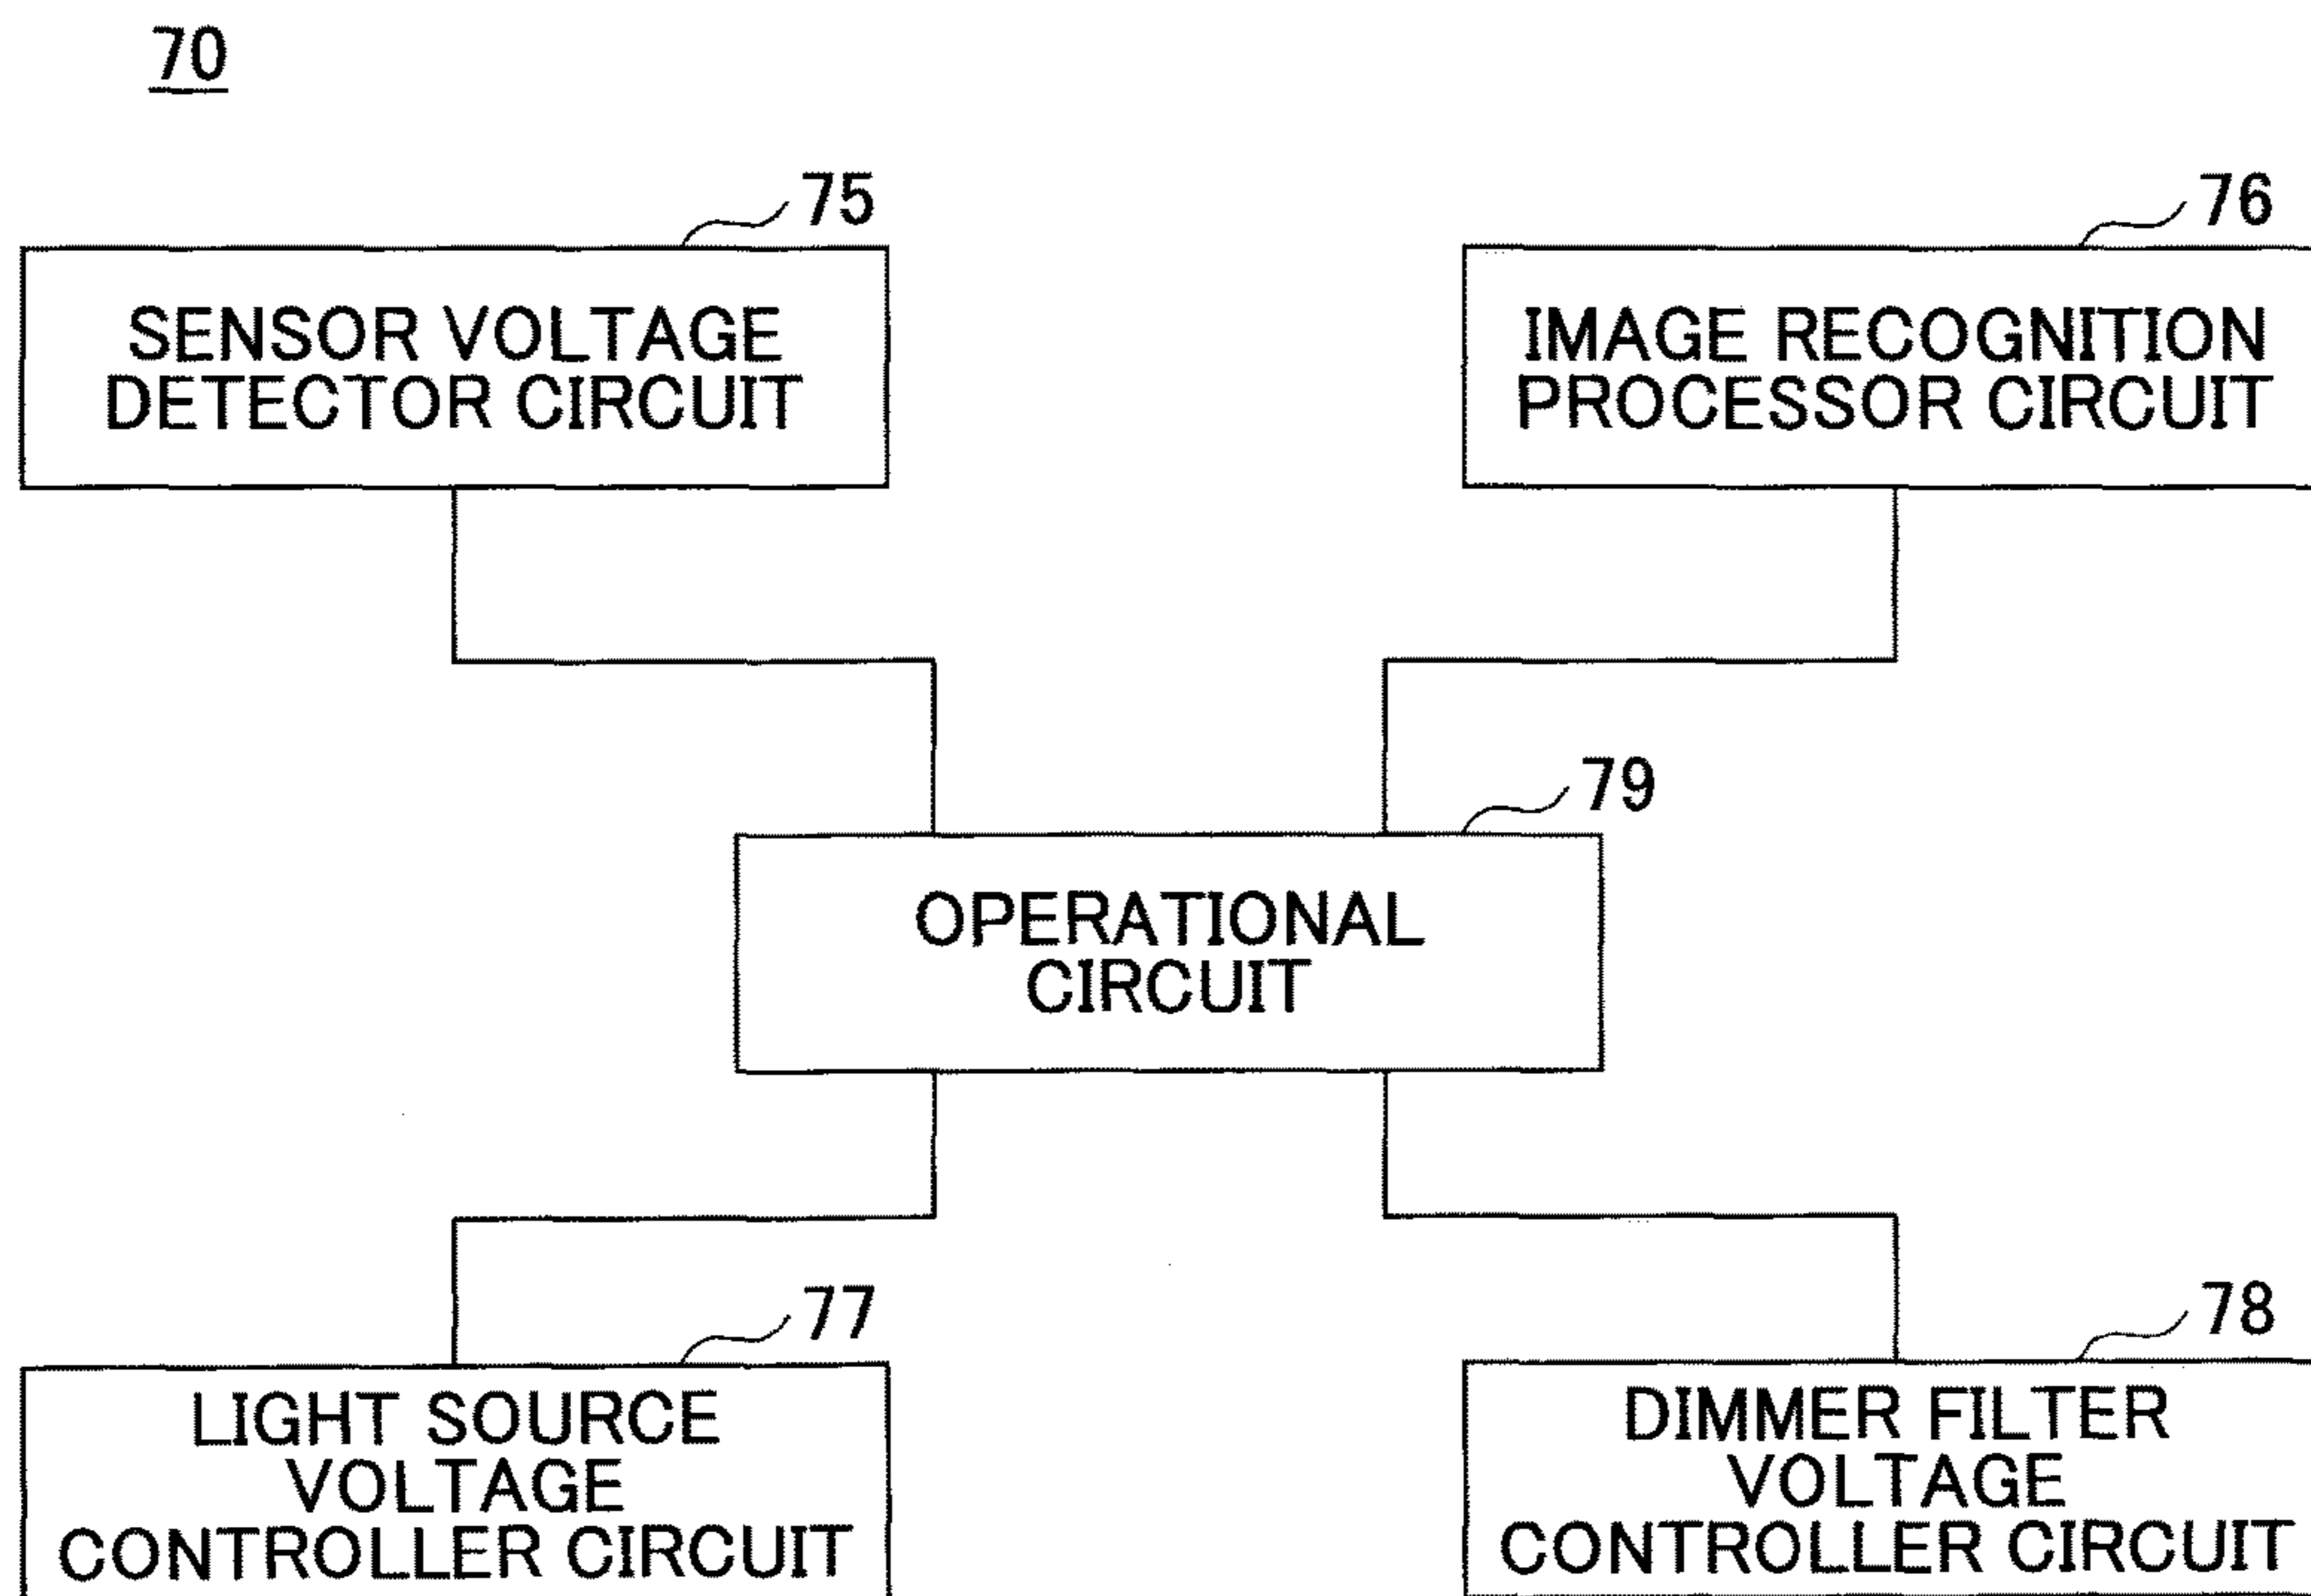 70
75
SENSOR VOLTAGE
DETECTOR CIRCUIT
76
IMAGE RECOGNITION
PROCESSOR CIRCUIT
79
OPERATIONAL
CIRCUIT
77
LIGHT SOURCE
VOLTAGE
CONTROLLER CIRCUIT
78
DIMMER FILTER
VOLTAGE
CONTROLLER CIRCUIT